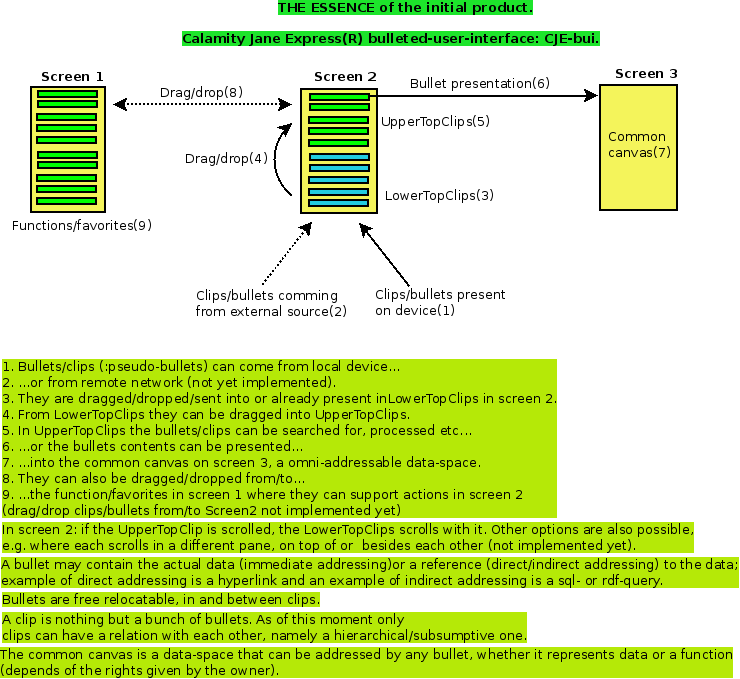 THE ESSENCE of the initial product.
Calamity Jane Express(R) bulleted-user-interface: CJE-bui.
Screen 1
Screen 2
Screen 3
Drag/drop(8)
Bullet presentation(6)
UpperTopClips(5)
Common
canvas(7)
Drag/drop(4)
LowerTopClips(3)
Functions/favorites(9)
Clips/bullets comming
from external source(2)
Clips/bullets present
on device(1)
1. Bullets/clips (:pseudo-bullets) can come from local device...
2. ...or from remote network (not yet implemented).
3. They are dragged/dropped/sent into or already present inLowerTopClips in screen 2.
4. From LowerTopClips they can be dragged into UpperTopClips.
5. In UpperTopClips the bullets/clips can be searched for, processed etc...
6. ...or the bullets contents can be presented...
7. ...into the common canvas on screen 3, a omni-addressable data-space.
8. They can also be dragged/dropped from/to...
9. ...the function/favorites in screen 1 where they can support actions in screen 2
(drag/drop clips/bullets from/to Screen2 not implemented yet)
In screen 2: if the UpperTopClip is scrolled, the LowerTopClips scrolls with it. Other options are also possible,
e.g. where each scrolls in a different pane, on top of or  besides each other (not implemented yet).
A bullet may contain the actual data (immediate addressing)or a reference (direct/indirect addressing) to the data;
example of direct addressing is a hyperlink and an example of indirect addressing is a sql- or rdf-query.
Bullets are free relocatable, in and between clips.
A clip is nothing but a bunch of bullets. As of this moment only
clips can have a relation with each other, namely a hierarchical/subsumptive one.
The common canvas is a data-space that can be addressed by any bullet, whether it represents data or a function
(depends of the rights given by the owner).